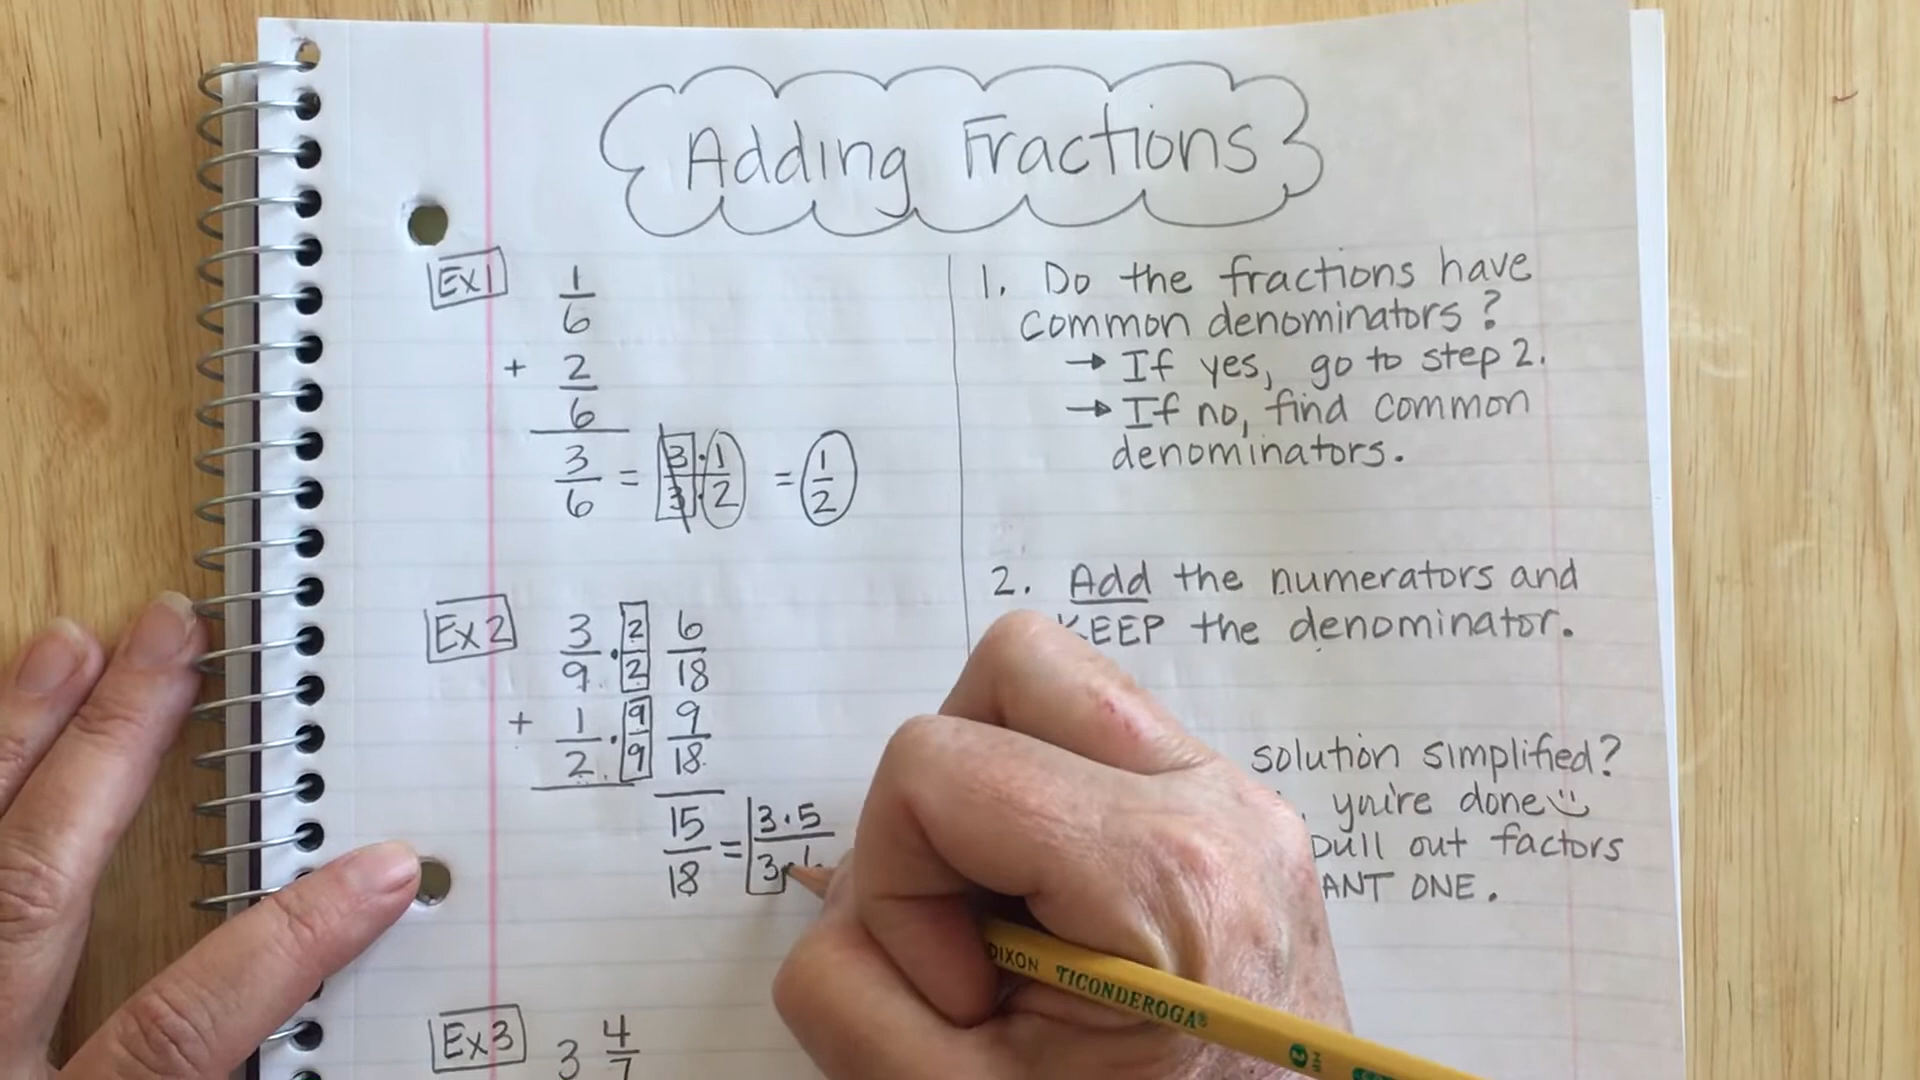 Adding Fractions
Ex1
1/6
+ 2/6
3/6 = 3·1/3·2 = 1/2
1. Do the fractions have
common denominators?
→ If yes, go to step 2.
→ If no, find common
denominators.
Ex2
3/9 · 2/2 6/18
+ 1/2 · 9/9 9/18
15/18 = 3·5/3·
2. Add the numerators and
KEEP the denominator.
solution simplified?
you're done
pull out factors
ANT ONE.
Ex3
3 4/7
DIXON TICONDEROGA®